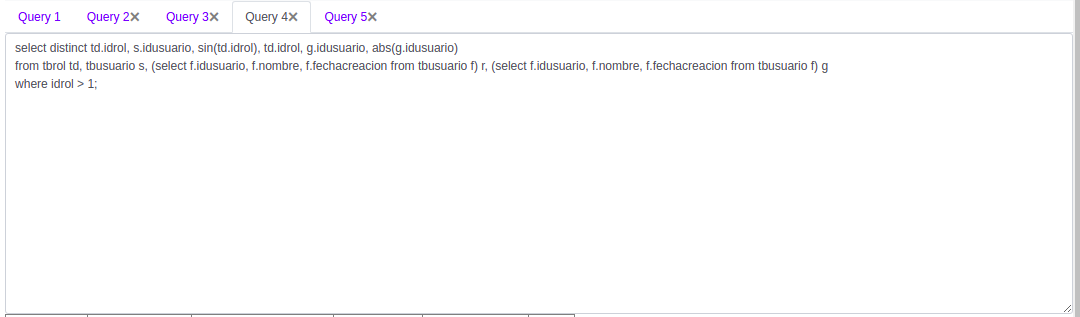 Query 1 Query 2✕ Query 3✕ Query 4✕ Query 5✕
select distinct td.idrol, s.idusuario, sin(td.idrol), td.idrol, g.idusuario, abs(g.idusuario)
from tbrol td, tbusuario s, (select f.idusuario, f.nombre, f.fechacreacion from tbusuario f) r, (select f.idusuario, f.nombre, f.fechacreacion from tbusuario f) g
where idrol > 1;